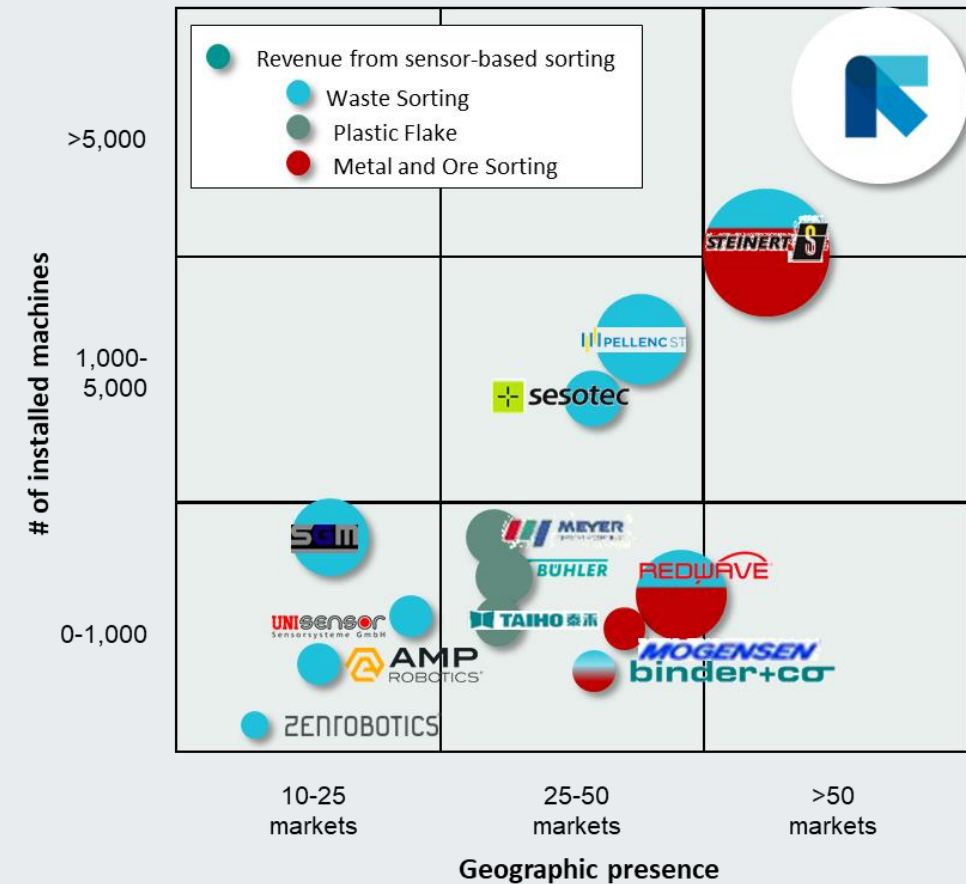 Revenue from sensor-based sorting
Waste Sorting
Plastic Flake
Metal and Ore Sorting
# of installed machines
>5,000
1,000-
5,000
0-1,000
STEINERT S
PELLENC ST
sesotec
SGM
MEYER
BÜHLER
REDWAVE
UNISENSOR
Sensorsysteme GmbH
TAIHO 泰禾
AMP
ROBOTICS
MOGENSEN
binder+co
ZENROBOTICS
10-25
markets
25-50
markets
>50
markets
Geographic presence